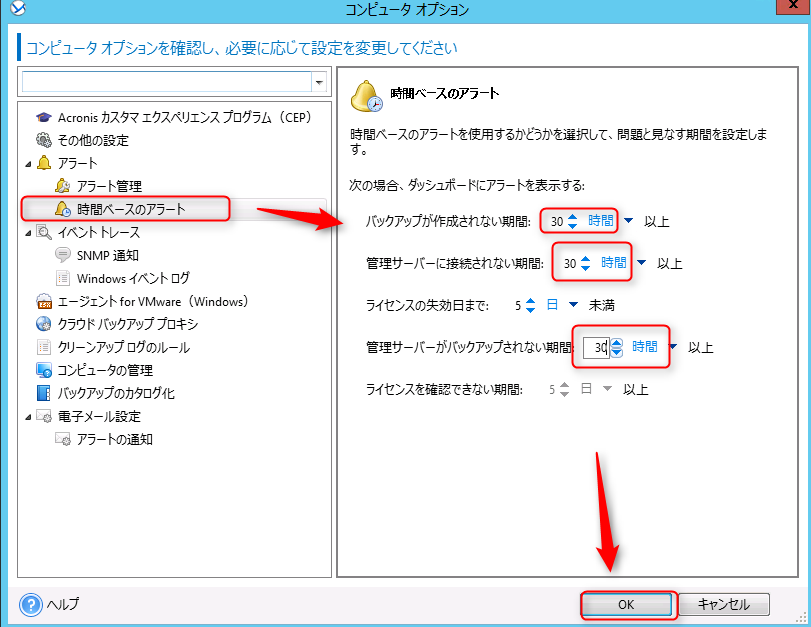 コンピュータ オプション
x
コンピュータ オプションを確認し、必要に応じて設定を変更してください
Acronis カスタマ エクスペリエンス プログラム (CEP)
その他の設定
アラート
アラート管理
時間ベースのアラート
イベント トレース
SNMP 通知
Windows イベント ログ
エージェント for VMware (Windows)
クラウド バックアップ プロキシ
クリーンアップ ログのルール
コンピュータの管理
バックアップのカタログ化
電子メール設定
アラートの通知
時間ベースのアラート
時間ベースのアラートを使用するかどうかを選択して、問題と見なす期間を設定しま
す。
次の場合、ダッシュボードにアラートを表示する:
バックアップが作成されない期間: 30 時間 以上
管理サーバーに接続されない期間: 30 時間 以上
ライセンスの失効日まで: 5 日 未満
管理サーバーがバックアップされない期間: 30 時間 以上
ライセンスを確認できない期間: 5 日 以上
? ヘルプ
OK
キャンセル